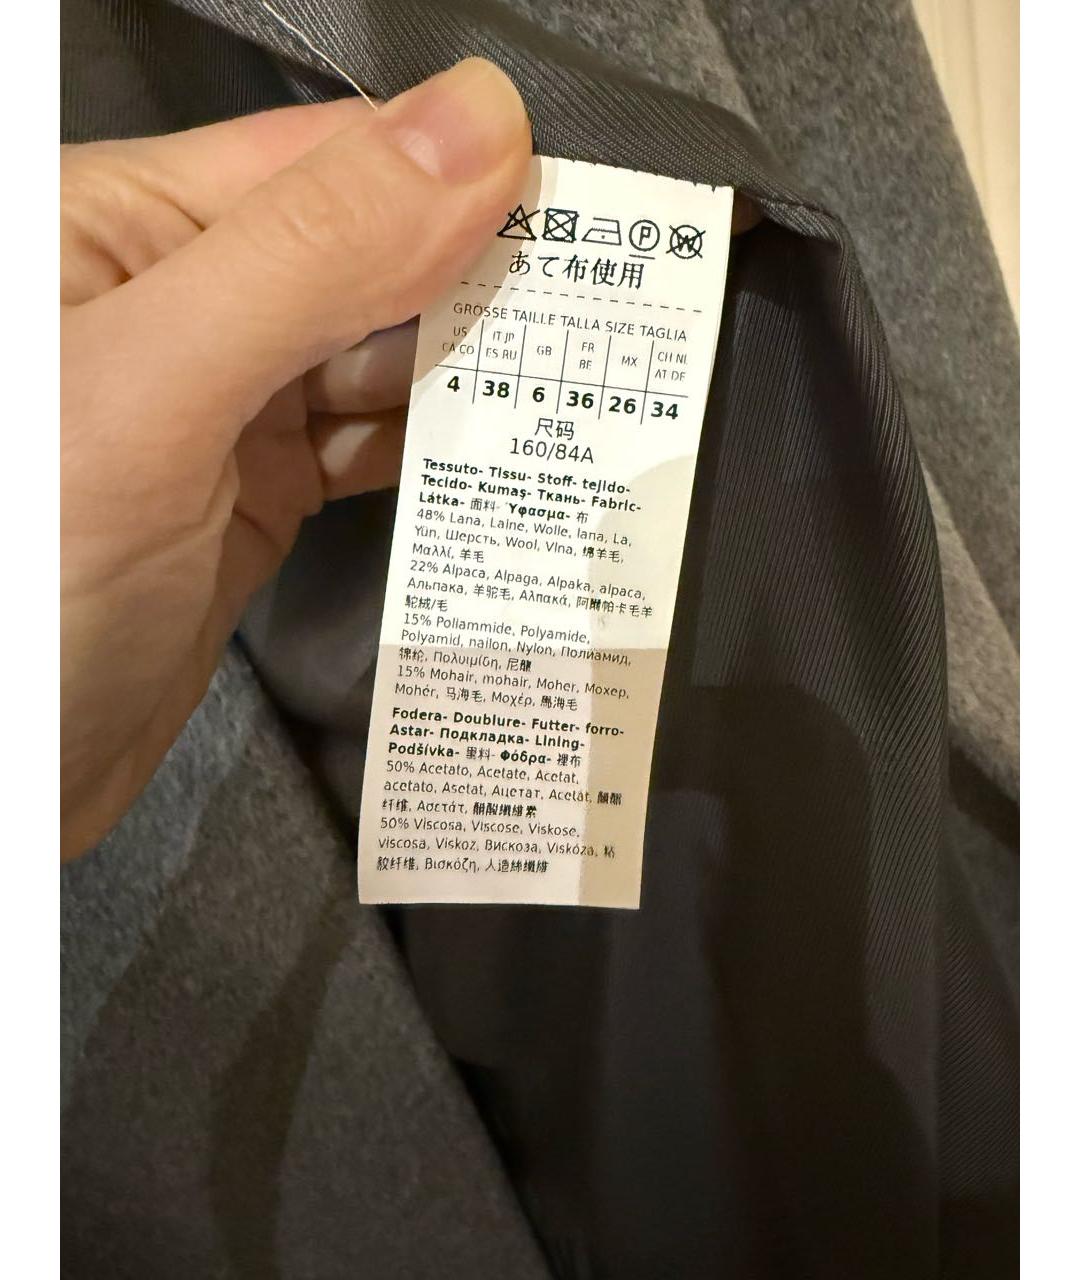 P W
あて布使用
GRÖSSE TAILLE TALLA SIZE TAGLIA
US CA CO IT JP ES RU GB FR BE MX CH NL AT DE
4 38 6 36 26 34
尺码
160/84A
Tessuto- Tissu- Stoff- tejido-
Tecido- Kumaş- Ткань- Fabric-
Látka- 面料- Ύφασμα- 布
48% Lana, Laine, Wolle, lana, La,
Yün, Шерсть, Wool, Vlna, 绵羊毛,
Μαλλί, 羊毛
22% Alpaca, Alpaga, Alpaka, alpaca,
Альпака, 羊驼毛, Αλπακά, 阿爾帕卡毛羊
駝絨/毛
15% Poliammide, Polyamide,
Polyamid, nailon, Nylon, Полиамид,
锦纶, Πολυμίδη, 尼龍
15% Mohair, mohair, Moher, Мохер,
Mohér, 马海毛, Μοχέρ, 馬海毛
Fodera- Doublure- Futter- forro-
Astar- Подкладка- Lining-
Podšívka- 里料- Φόδρα- 裡布
50% Acetato, Acetate, Acetat,
acetato, Asetat, Ацетат, Acetát, 醋酯
纤维, Ασετάτ, 醋酸纖維素
50% Viscosa, Viscose, Viskose,
viscosa, Viskoz, Вискоза, Viskóza, 粘
胶纤维, Βισκόζη, 人造絲纖維